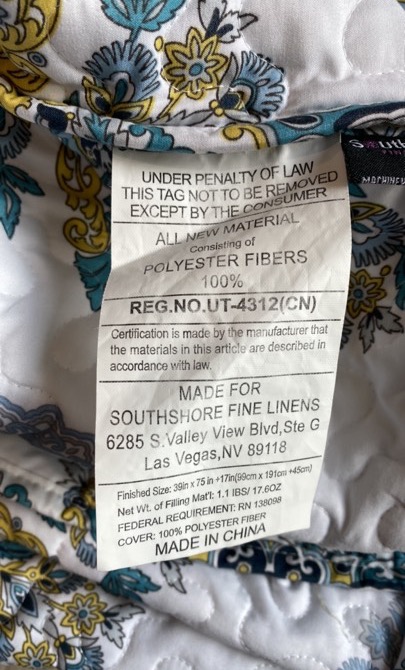 UNDER PENALTY OF LAW
THIS TAG NOT TO BE REMOVED
EXCEPT BY THE CONSUMER
ALL NEW MATERIAL
Consisting of
POLYESTER FIBERS
100%
REG.NO.UT-4312(CN)
Certification is made by the manufacturer that
the materials in this article are described in
accordance with law.
MADE FOR
SOUTHSHORE FINE LINENS
6285 S.Valley View Blvd,Ste G
Las Vegas,NV 89118
Finished Size: 39in x 75 in +17in(99cm x 191cm +45cm)
Net Wt. of Filling Mat'l: 1.1 lBS/ 17.6OZ
FEDERAL REQUIREMENT: RN 138098
COVER: 100% POLYESTER FIBER
MADE IN CHINA